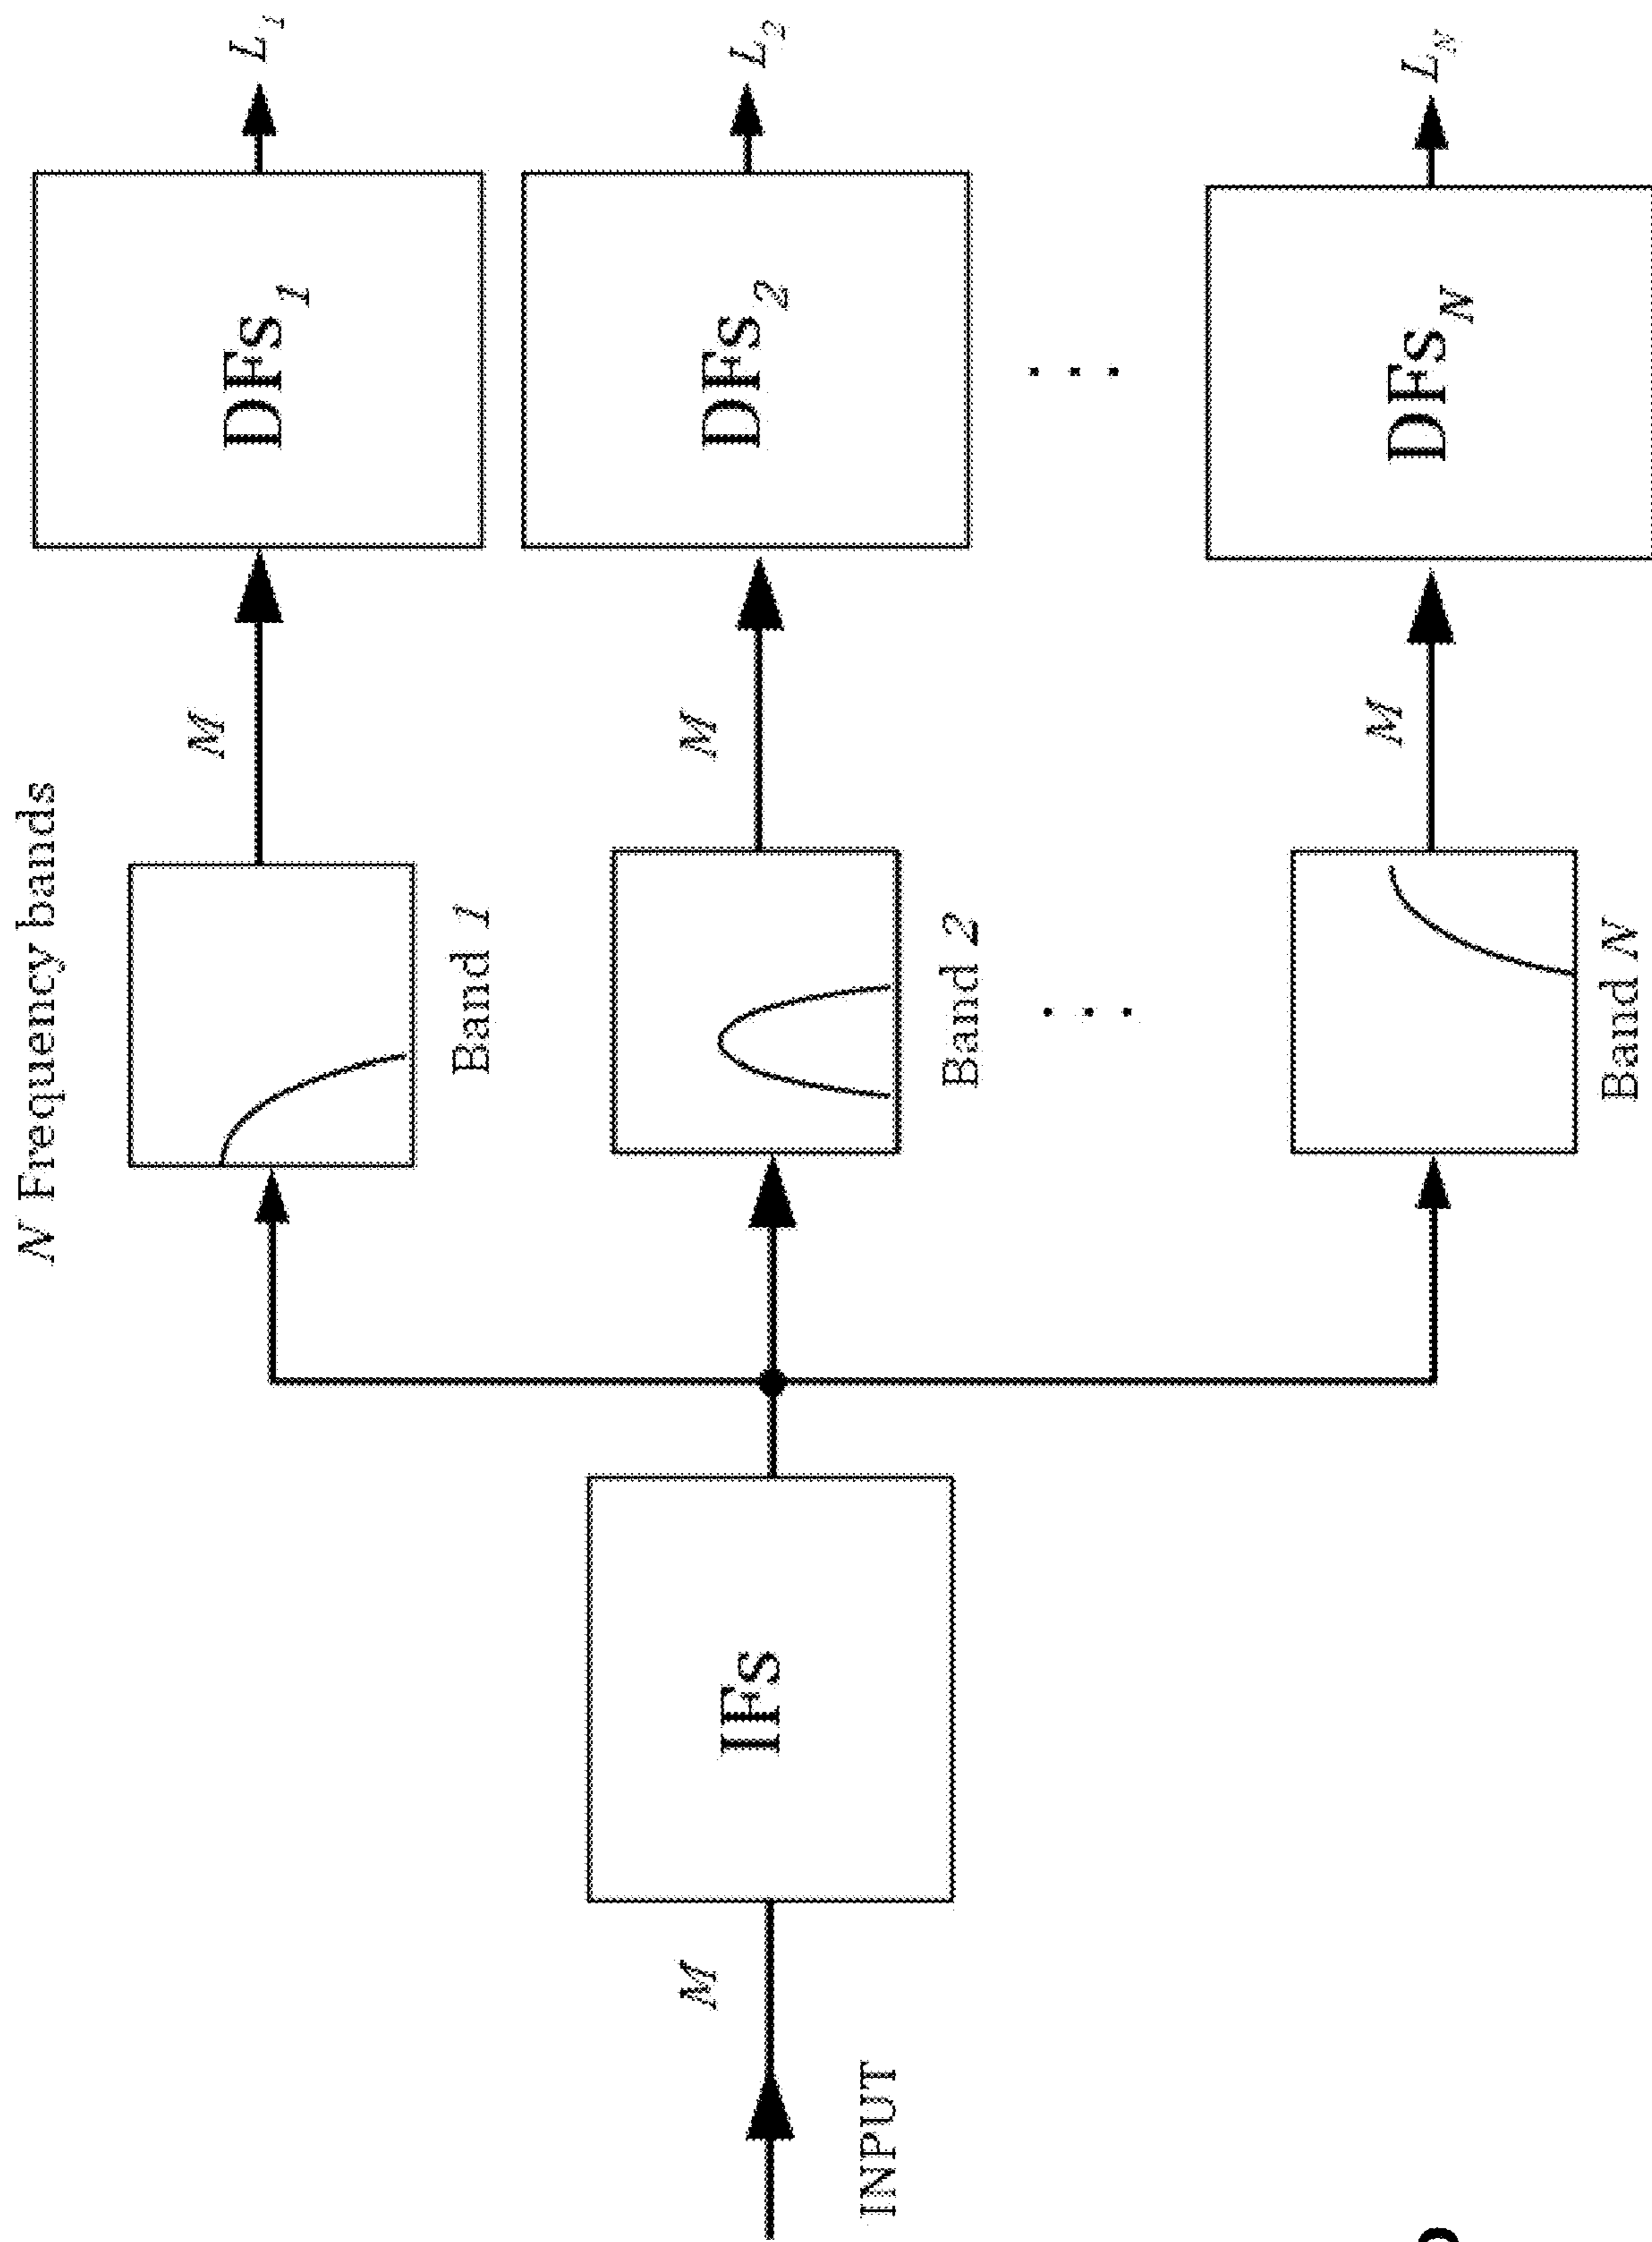 N Frequency bands
INPUT
M
IFs
Band 1
M
DFs1
L1
Band 2
M
DFs2
L2
. . .
. . .
Band N
M
DFsN
LN